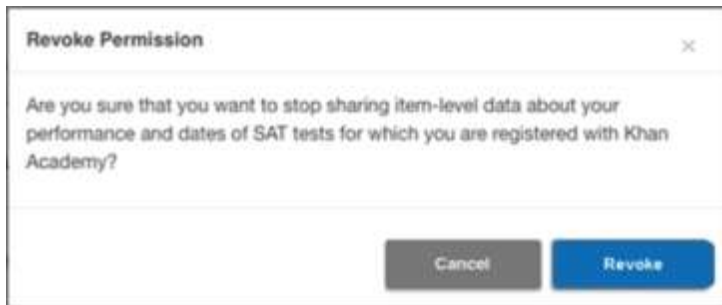 Revoke Permission
Are you sure that you want to stop sharing item-level data about your
performance and dates of SAT tests for which you are registered with Khan
Academy?
Cancel
Revoke